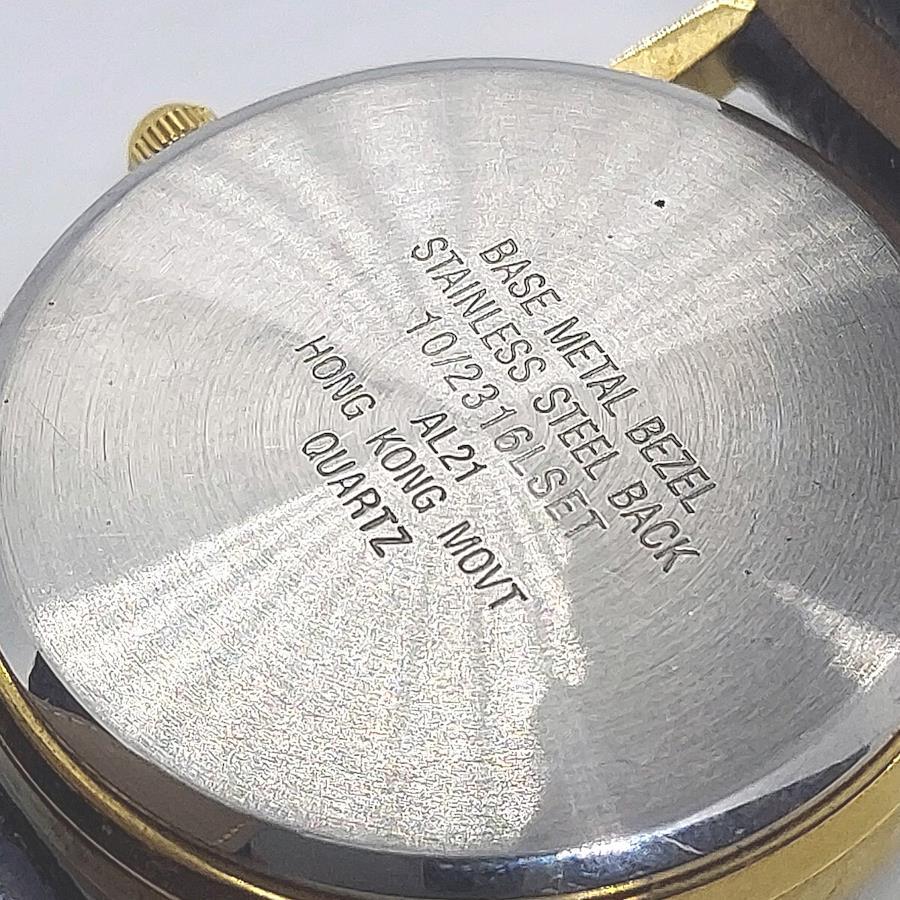 BASE METAL BEZEL
STAINLESS STEEL BACK
10/2316LSET
AL21
HONG KONG MOVT
QUARTZ